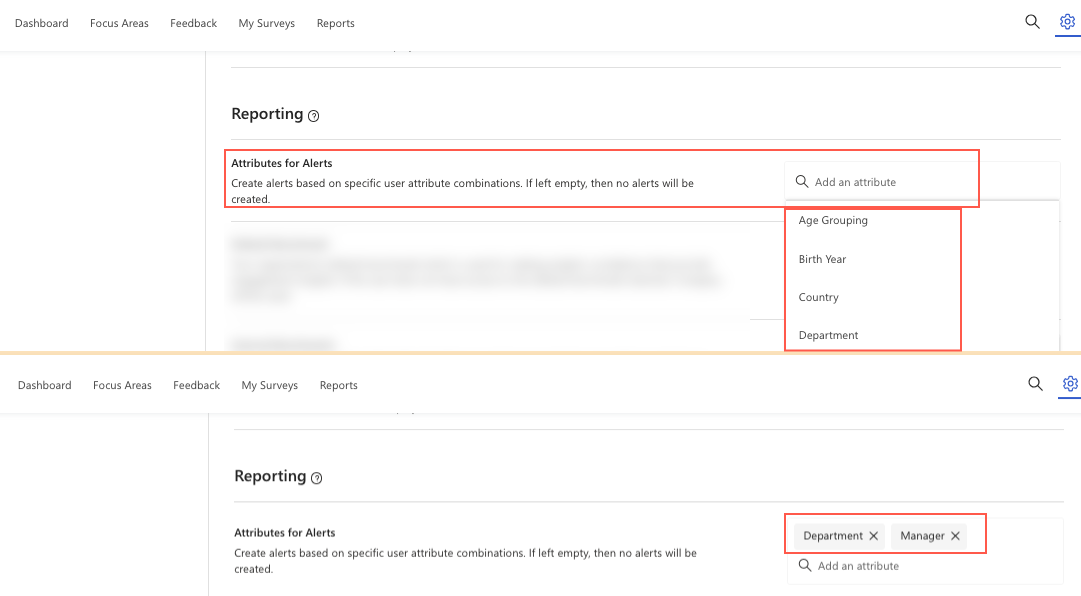 Dashboard Focus Areas Feedback My Surveys Reports
Reporting
Attributes for Alerts
Create alerts based on specific user attribute combinations. If left empty, then no alerts will be
created.
Add an attribute
Age Grouping
Birth Year
Country
Department
Dashboard Focus Areas Feedback My Surveys Reports
Reporting
Attributes for Alerts
Create alerts based on specific user attribute combinations. If left empty, then no alerts will be
created.
Department Manager
Add an attribute